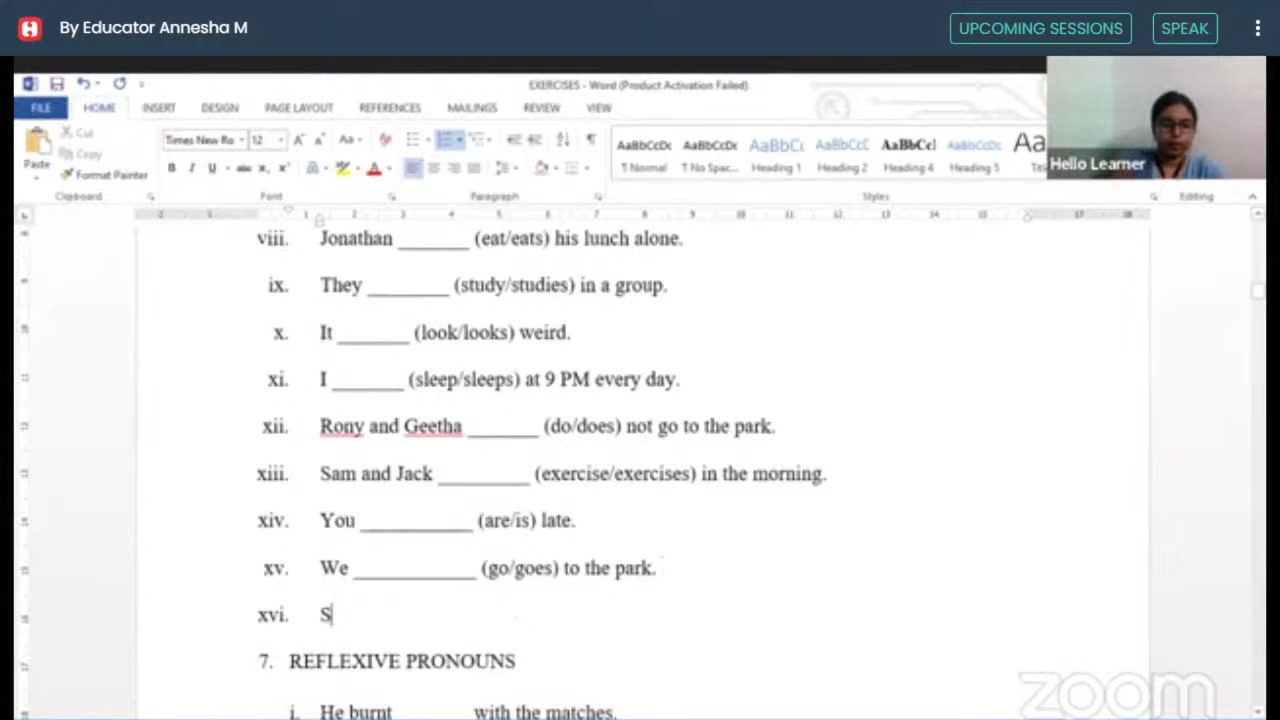 By Educator Annesha M
UPCOMING SESSIONS
SPEAK
EXERCISES - Word (Product Activation Failed)
FILE HOME INSERT DESIGN PAGE LAYOUT REFERENCES MAILINGS REVIEW VIEW
Cut
Copy
Paste
Format Painter
Times New Ro 12
AaBbCcDc AaBbCcDc AaBbC AaBbCcC AaBbCcI AaBbCcDc Aa
¶ Normal ¶ No Spac... Heading 1 Heading 2 Heading 4 Heading 5
Hello Learner
Clipboard Font Paragraph Styles Editing
viii. Jonathan _______ (eat/eats) his lunch alone.
ix. They ________ (study/studies) in a group.
x. It _______ (look/looks) weird.
xi. I _______ (sleep/sleeps) at 9 PM every day.
xii. Rony and Geetha _______ (do/does) not go to the park.
xiii. Sam and Jack _________ (exercise/exercises) in the morning.
xiv. You ___________ (are/is) late.
xv. We ____________ (go/goes) to the park.
xvi. S
7. REFLEXIVE PRONOUNS
i. He burnt ________ with the matches.
zoom